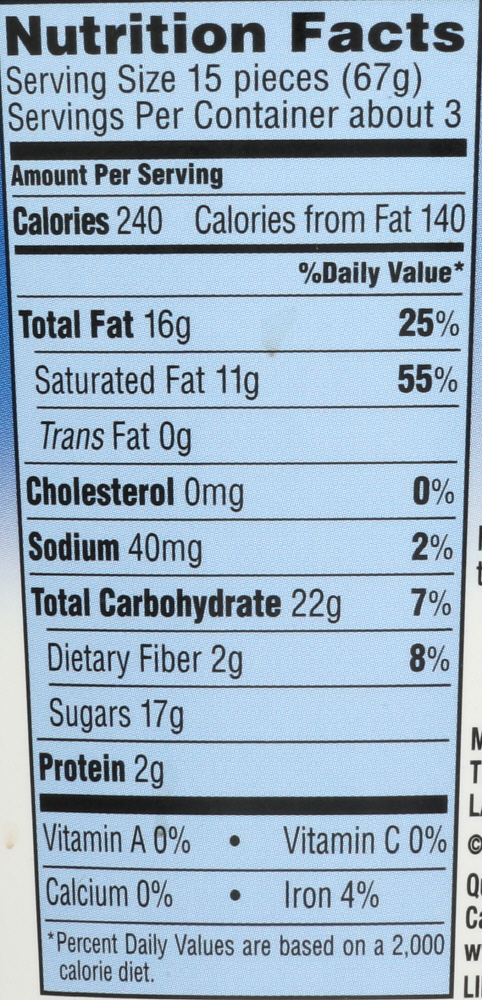 Nutrition Facts
Serving Size 15 pieces (67g)
Servings Per Container about 3
Amount Per Serving
Calories 240 Calories from Fat 140
%Daily Value*
Total Fat 16g 25%
Saturated Fat 11g 55%
Trans Fat 0g
Cholesterol 0mg 0%
Sodium 40mg 2%
Total Carbohydrate 22g 7%
Dietary Fiber 2g 8%
Sugars 17g
Protein 2g
Vitamin A 0% • Vitamin C 0%
Calcium 0% • Iron 4%
*Percent Daily Values are based on a 2,000
calorie diet.